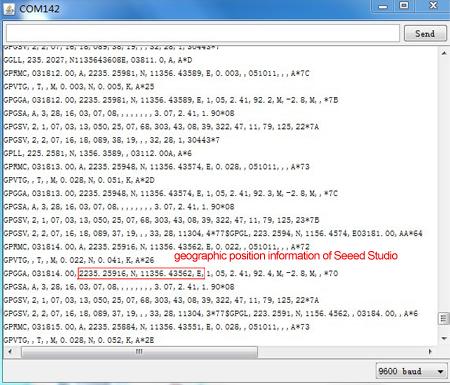 COM142
Send
GPGSV, 2, 2, 07, 16, 18, 089, 38, 19, , , 32, 28, 1, 30443*7
GGLL, 235. 2027, N1135643608E, 03811. 0, A, A*D
GPRMC, 031812. 00, A, 2235. 25981, N, 11356. 43589, E, 0. 003, , 051011, , , A*7C
GPVTG, , T, , M, 0. 003, N, 0. 005, K, A*25
GPGGA, 031812. 00, 2235. 25981, N, 11356. 43589, E, 1, 05, 2. 41, 92. 2, M, -2. 8, M, , *7B
GPGSA, A, 3, 28, 16, 03, 07, 08, , , , , , , , 3. 07, 2. 41, 1. 90*08
GPGSV, 2, 1, 07, 03, 13, 050, 25, 07, 68, 303, 43, 08, 39, 322, 47, 11, 79, 125, 22*7A
GPGSV, 2, 2, 07, 16, 18, 089, 38, 19, , , 32, 28, 1, 30443*7
GPLL, 225. 2581, N, 1356. 3589, , 03112. 00A, A*6
GPRMC, 031813. 00, A, 2235. 25948, N, 11356. 43574, E, 0. 028, , 051011, , , A*73
GPVTG, , T, , M, 0. 028, N, 0. 051, K, A*2D
GPGGA, 031813. 00, 2235. 25948, N, 11356. 43574, E, 1, 05, 2. 41, 92. 3, M, -2. 8, M, , *7C
GPGSA, A, 3, 28, 16, 03, 07, 08, , , , , , , , 3. 07, 2. 41, 1. 90*08
GPGSV, 2, 1, 07, 03, 13, 050, 25, 07, 68, 303, 43, 08, 39, 322, 47, 11, 79, 125, 23*7B
GPGSV, 2, 2, 07, 16, 18, 089, 37, 19, , , 33, 28, 11304, 4*77$GPGL, 223. 2594, N, 1156. 4574, E03181. 00, AA*64
GPRMC, 031814. 00, A, 2235. 25916, N, 11356. 43562, E, 0. 022, , 051011, , , A*72
GPVTG, , T, , M, 0. 022, N, 0. 041, K, A*26
geographic position information of Seeed Studio
GPGGA, 031814. 00, 2235. 25916, N, 11356. 43562, E, 1, 05, 2. 41, 92. 4, M, -2. 8, M, , *70
GPGSA, A, 3, 28, 16, 03, 07, 08, , , , , , , , 3. 07, 2. 41, 1. 90*08
GPGSV, 2, 1, 07, 03, 13, 050, 25, 07, 68, 303, 43, 08, 39, 322, 47, 11, 79, 125, 22*7A
GPGSV, 2, 2, 07, 16, 18, 089, 37, 19, , , 33, 28, 11304, 3*77$GPGL, 223. 2591, N, 1156. 4562, , 03184. 00, , A*6
GPRMC, 031815. 00, A, 2235. 25884, N, 11356. 43551, E, 0. 028, , 051011, , , A*73
GPVTG, , T, , M, 0. 028, N, 0. 052, K, A*2E
9600 baud